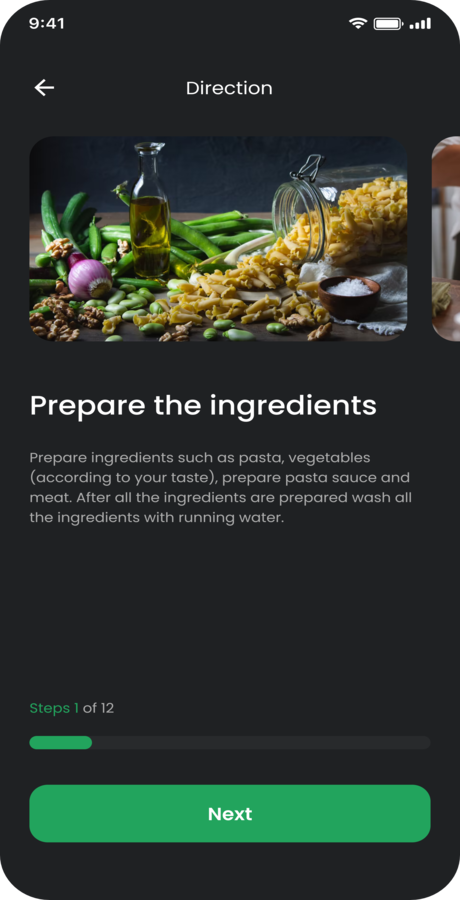 9:41
Direction
Prepare the ingredients
Prepare ingredients such as pasta, vegetables
(according to your taste), prepare pasta sauce and
meat. After all the ingredients are prepared wash all
the ingredients with running water.
Steps 1 of 12
Next